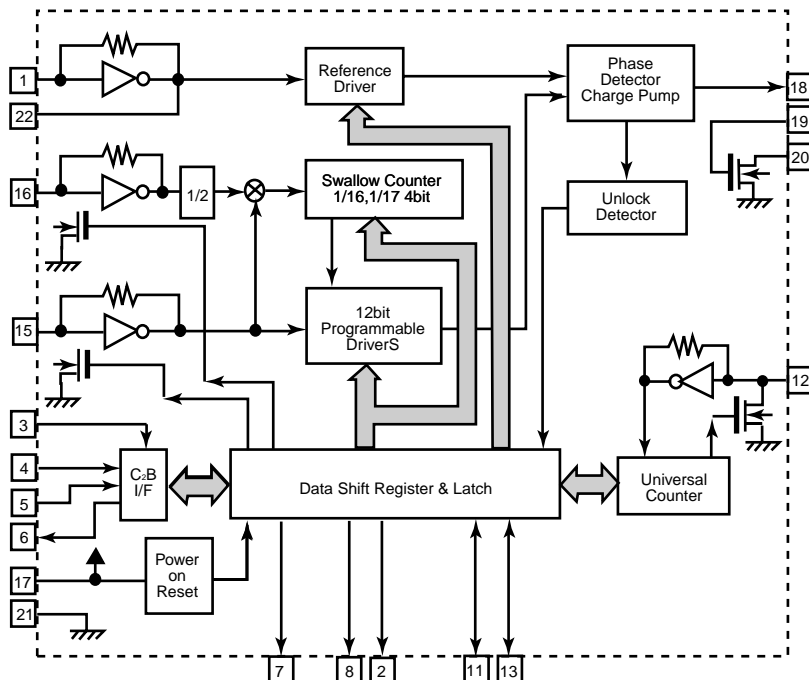 1
22
16
15
3
4
5
6
17
21
Reference
Driver
Phase
Detector
Charge Pump
18
19
20
1/2
Swallow Counter
1/16,1/17 4bit
Unlock
Detector
12bit
Programmable
DriverS
12
C₂B
I/F
Data Shift Register & Latch
Universal
Counter
Power
on
Reset
7
8
2
11
13